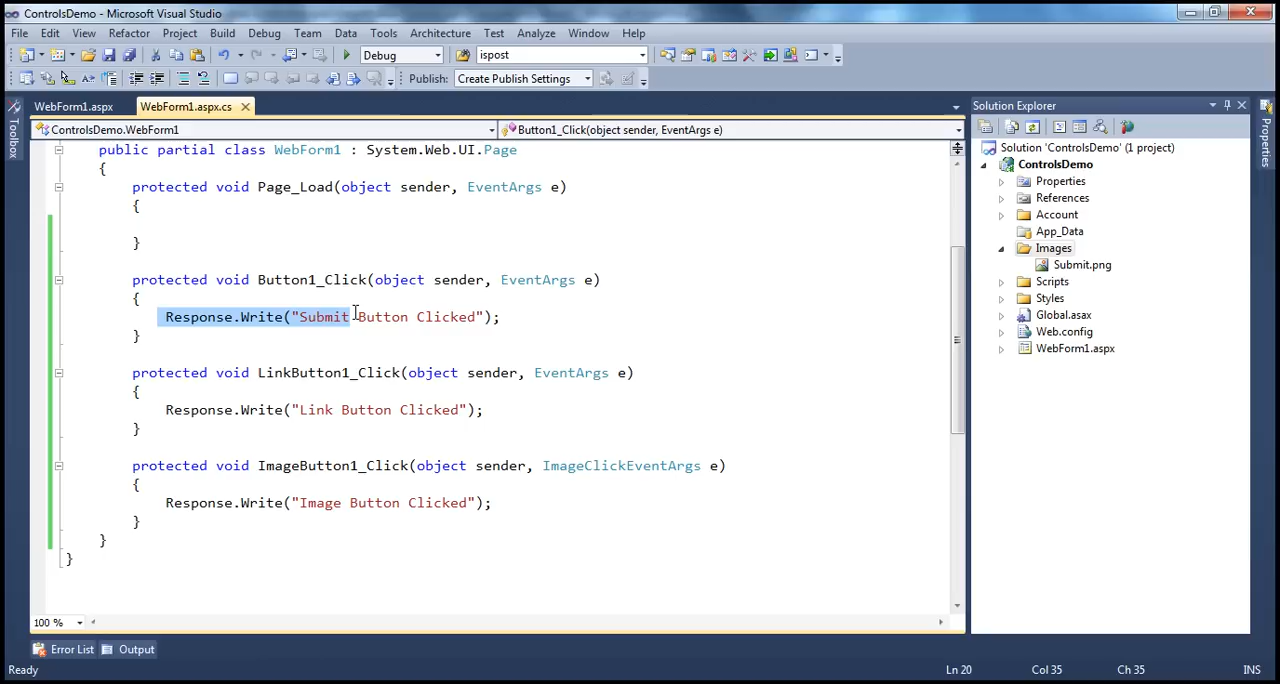 ControlsDemo - Microsoft Visual Studio
File Edit View Refactor Project Build Debug Team Data Tools Architecture Test Analyze Window Help
Debug ispost
Publish: Create Publish Settings
WebForm1.aspx WebForm1.aspx.cs
ControlsDemo.WebForm1 Button1_Click(object sender, EventArgs e)
public partial class WebForm1 : System.Web.UI.Page
{
protected void Page_Load(object sender, EventArgs e)
{
}
protected void Button1_Click(object sender, EventArgs e)
{
Response.Write("Submit Button Clicked");
}
protected void LinkButton1_Click(object sender, EventArgs e)
{
Response.Write("Link Button Clicked");
}
protected void ImageButton1_Click(object sender, ImageClickEventArgs e)
{
Response.Write("Image Button Clicked");
}
}
}
100 %
Toolbox
Solution Explorer
Solution 'ControlsDemo' (1 project)
ControlsDemo
Properties
References
Account
App_Data
Images
Submit.png
Scripts
Styles
Global.asax
Web.config
WebForm1.aspx
Properties
Error List Output
Ready Ln 20 Col 35 Ch 35 INS